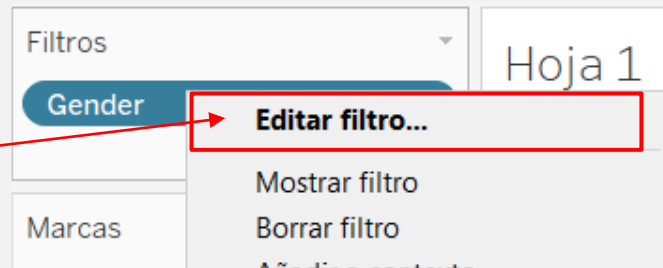 Filtros
Hoja 1
Gender
Editar filtro...
Mostrar filtro
Marcas
Borrar filtro